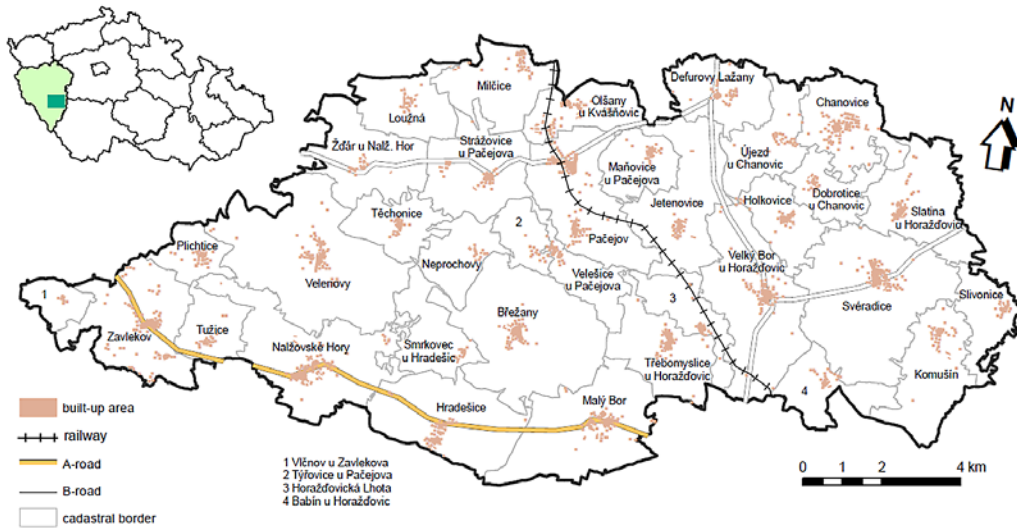 Defurovy Lažany
Milčice
Chanovice
Olšany
u Kvášňovic
N
Loužná
Žďár u Nalž. Hor
Strážovice
u Pačejova
Maňovice
u Pačejova
Újezd
u Chanovic
Dobrotice
u Chanovic
Těchonice
2
Jetenovice
Holkovice
Slatina
u Horažďovic
Plichtice
Pačejov
Neprochovy
Velenovy
Velešice
u Pačejova
Velký Bor
u Horažďovic
1
3
Svéradice
Slivonice
Břežany
Zavlekov
Tužice
Nalžovské Hory
Smrkovec
u Hradešic
Třebomyslice
u Horažďovic
Komušín
4
Hradešice
Malý Bor
built-up area
railway
A-road
B-road
cadastral border
1 Vlčnov u Zavlekova
2 Týřovice u Pačejova
3 Horažďovická Lhota
4 Babín u Horažďovic
0 1 2 4 km